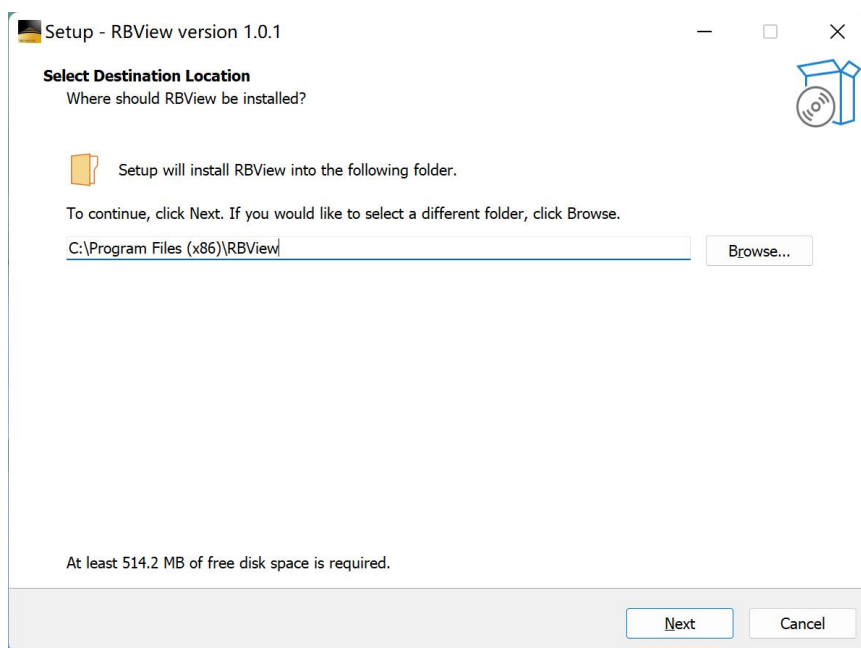 Setup - RBView version 1.0.1
Select Destination Location
Where should RBView be installed?
Setup will install RBView into the following folder.
To continue, click Next. If you would like to select a different folder, click Browse.
C:\Program Files (x86)\RBView
Browse...
At least 514.2 MB of free disk space is required.
Next
Cancel